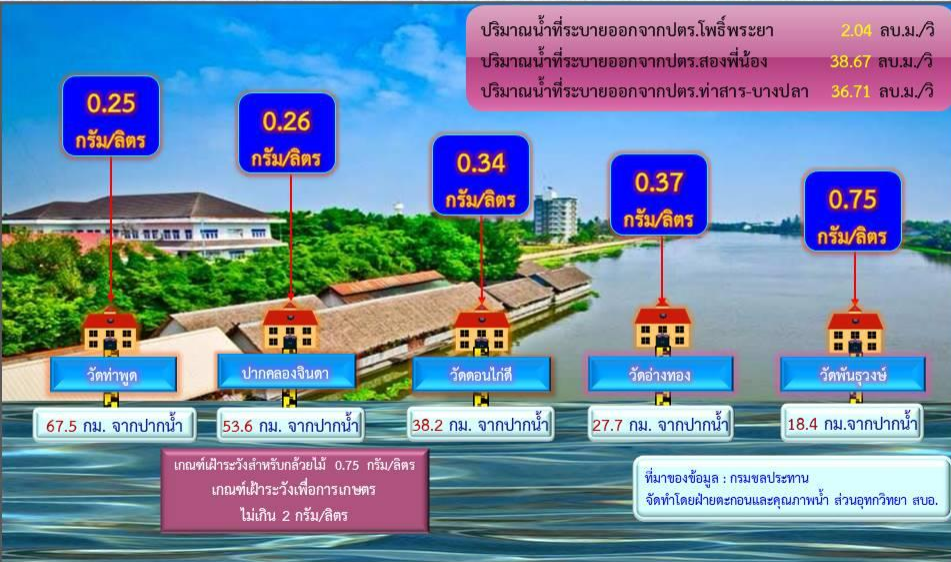 ปริมาณน้ำที่ระบายออกจากปตร.โพธิ์พระยา 2.04 ลบ.ม./วิ
ปริมาณน้ำที่ระบายออกจากปตร.สองพี่น้อง 38.67 ลบ.ม./วิ
ปริมาณน้ำที่ระบายออกจากปตร.ท่าสาร-บางปลา 36.71 ลบ.ม./วิ
0.25
กรัม/ลิตร
0.26
กรัม/ลิตร
0.34
กรัม/ลิตร
0.37
กรัม/ลิตร
0.75
กรัม/ลิตร
วัดท่าพูด
ปากคลองจินดา
วัดดอนไก่ดี
วัดอ่างทอง
วัดพันธุวงษ์
67.5 กม. จากปากน้ำ
53.6 กม. จากปากน้ำ
38.2 กม. จากปากน้ำ
27.7 กม. จากปากน้ำ
18.4 กม.จากปากน้ำ
เกณฑ์เฝ้าระวังสำหรับกล้วยไม้ 0.75 กรัม/ลิตร
เกณฑ์เฝ้าระวังเพื่อการเกษตร
ไม่เกิน 2 กรัม/ลิตร
ที่มาของข้อมูล : กรมชลประทาน
จัดทำโดยฝ่ายตะกอนและคุณภาพน้ำ ส่วนอุทกวิทยา สบอ.